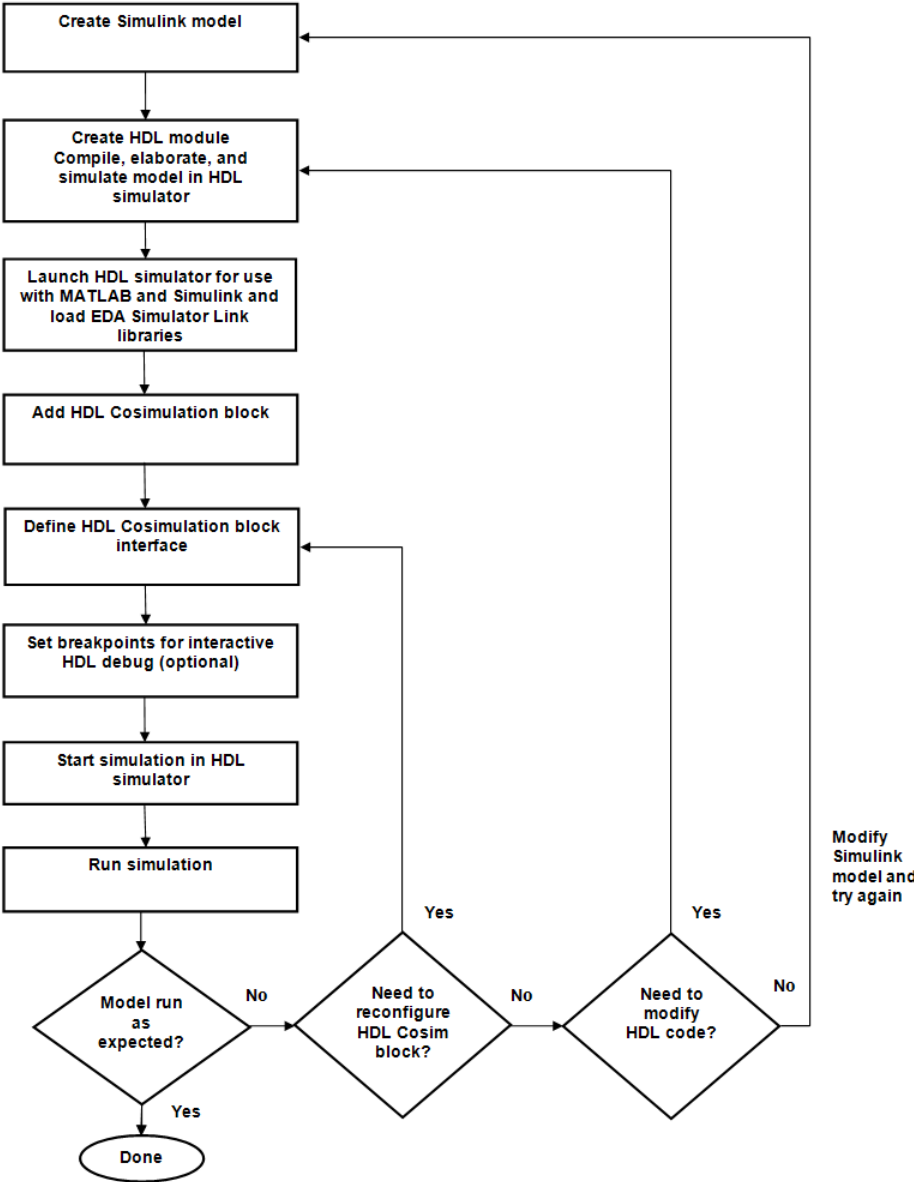 Create Simulink model
Create HDL module
Compile, elaborate, and
simulate model in HDL
simulator
Launch HDL simulator for use
with MATLAB and Simulink and
load EDA Simulator Link
libraries
Add HDL Cosimulation block
Define HDL Cosimulation block
interface
Set breakpoints for interactive
HDL debug (optional)
Start simulation in HDL
simulator
Run simulation
Modify
Simulink
model and
try again
Yes
Yes
Model run
as
expected?
No
Need to
reconfigure
HDL Cosim
block?
No
Need to
modify
HDL code?
No
Yes
Done